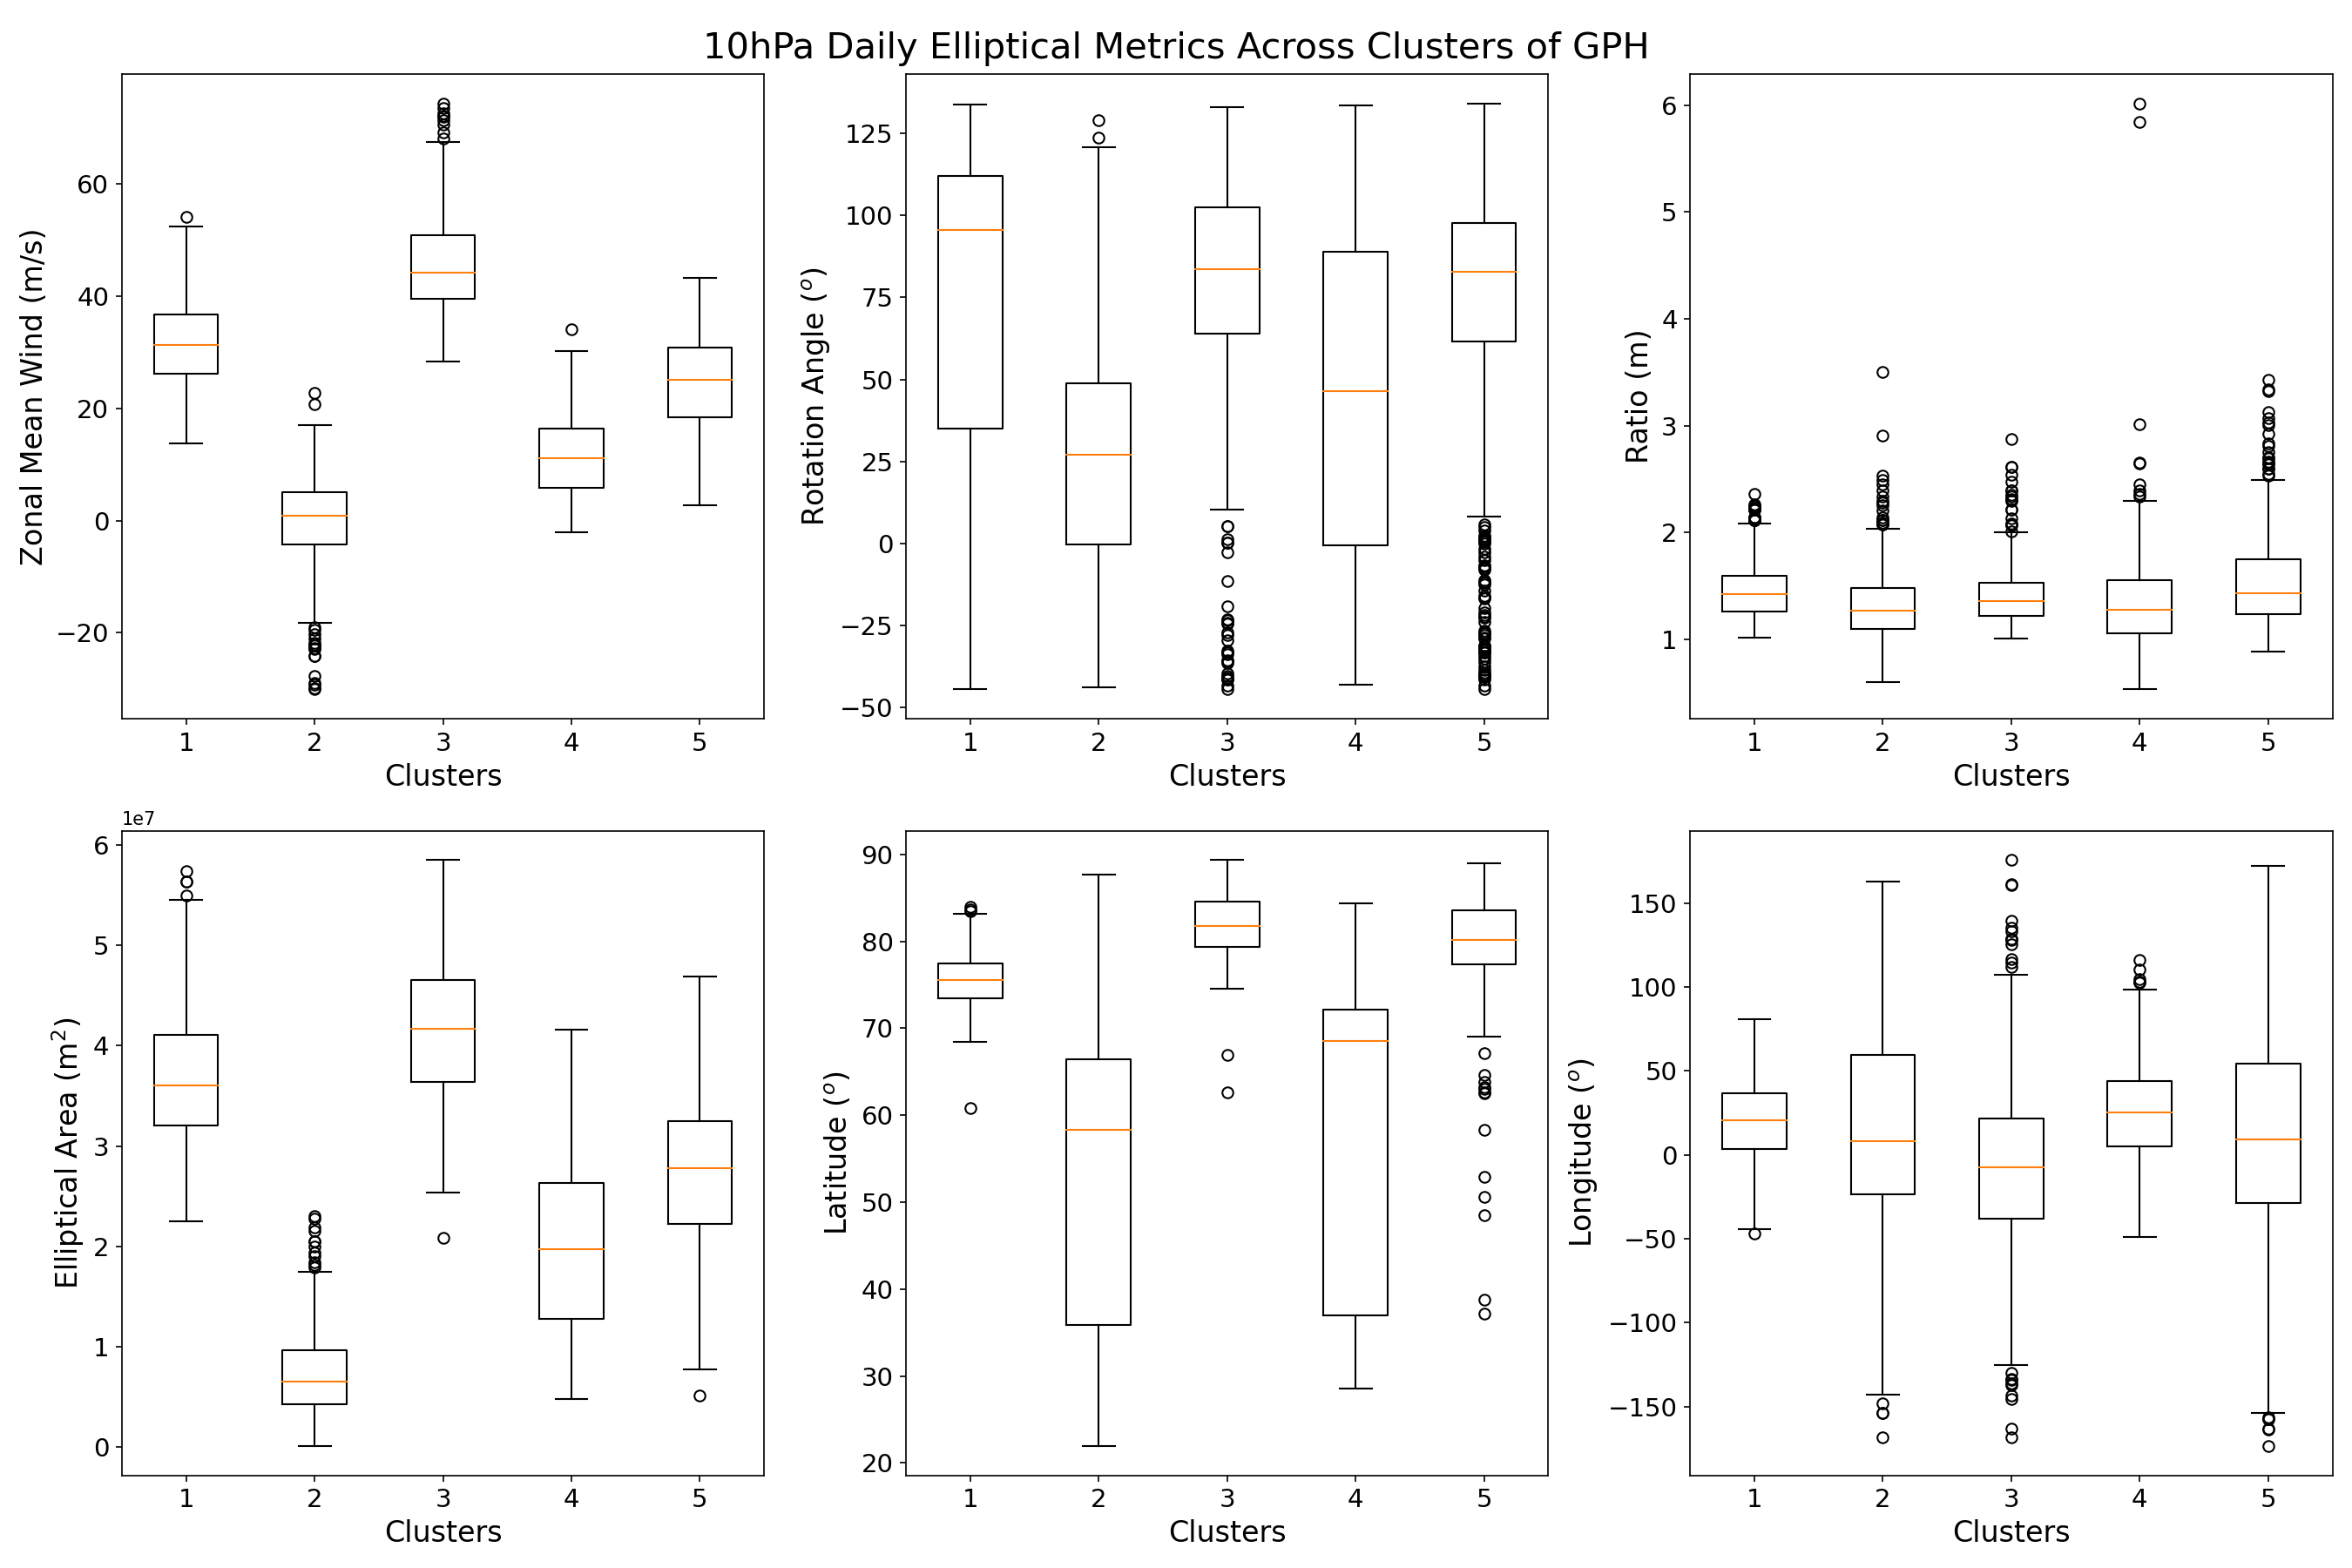 10hPa Daily Elliptical Metrics Across Clusters of GPH
Zonal Mean Wind (m/s)
60
40
20
0
−20
1 2 3 4 5
Clusters
Rotation Angle (°)
125
100
75
50
25
0
−25
−50
1 2 3 4 5
Clusters
Ratio (m)
6
5
4
3
2
1
1 2 3 4 5
Clusters
1e7
Elliptical Area (m²)
6
5
4
3
2
1
0
1 2 3 4 5
Clusters
Latitude (°)
90
80
70
60
50
40
30
20
1 2 3 4 5
Clusters
Longitude (°)
150
100
50
0
−50
−100
−150
1 2 3 4 5
Clusters